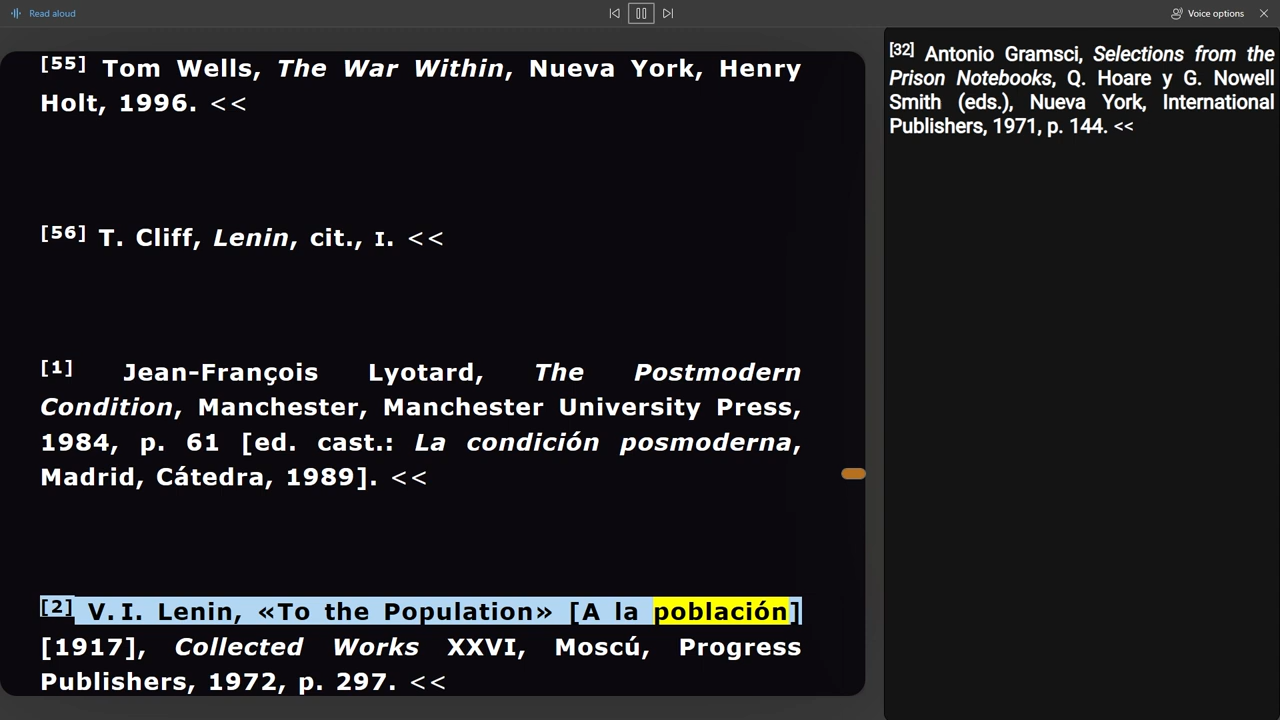 Read aloud
Voice options
[55] Tom Wells, The War Within, Nueva York, Henry
Holt, 1996. <<
[56] T. Cliff, Lenin, cit., ɪ. <<
[1] Jean-François Lyotard, The Postmodern
Condition, Manchester, Manchester University Press,
1984, p. 61 [ed. cast.: La condición posmoderna,
Madrid, Cátedra, 1989]. <<
[2] V. I. Lenin, «To the Population» [A la población]
[1917], Collected Works XXVI, Moscú, Progress
Publishers, 1972, p. 297. <<
[32] Antonio Gramsci, Selections from the
Prison Notebooks, Q. Hoare y G. Nowell
Smith (eds.), Nueva York, International
Publishers, 1971, p. 144. <<